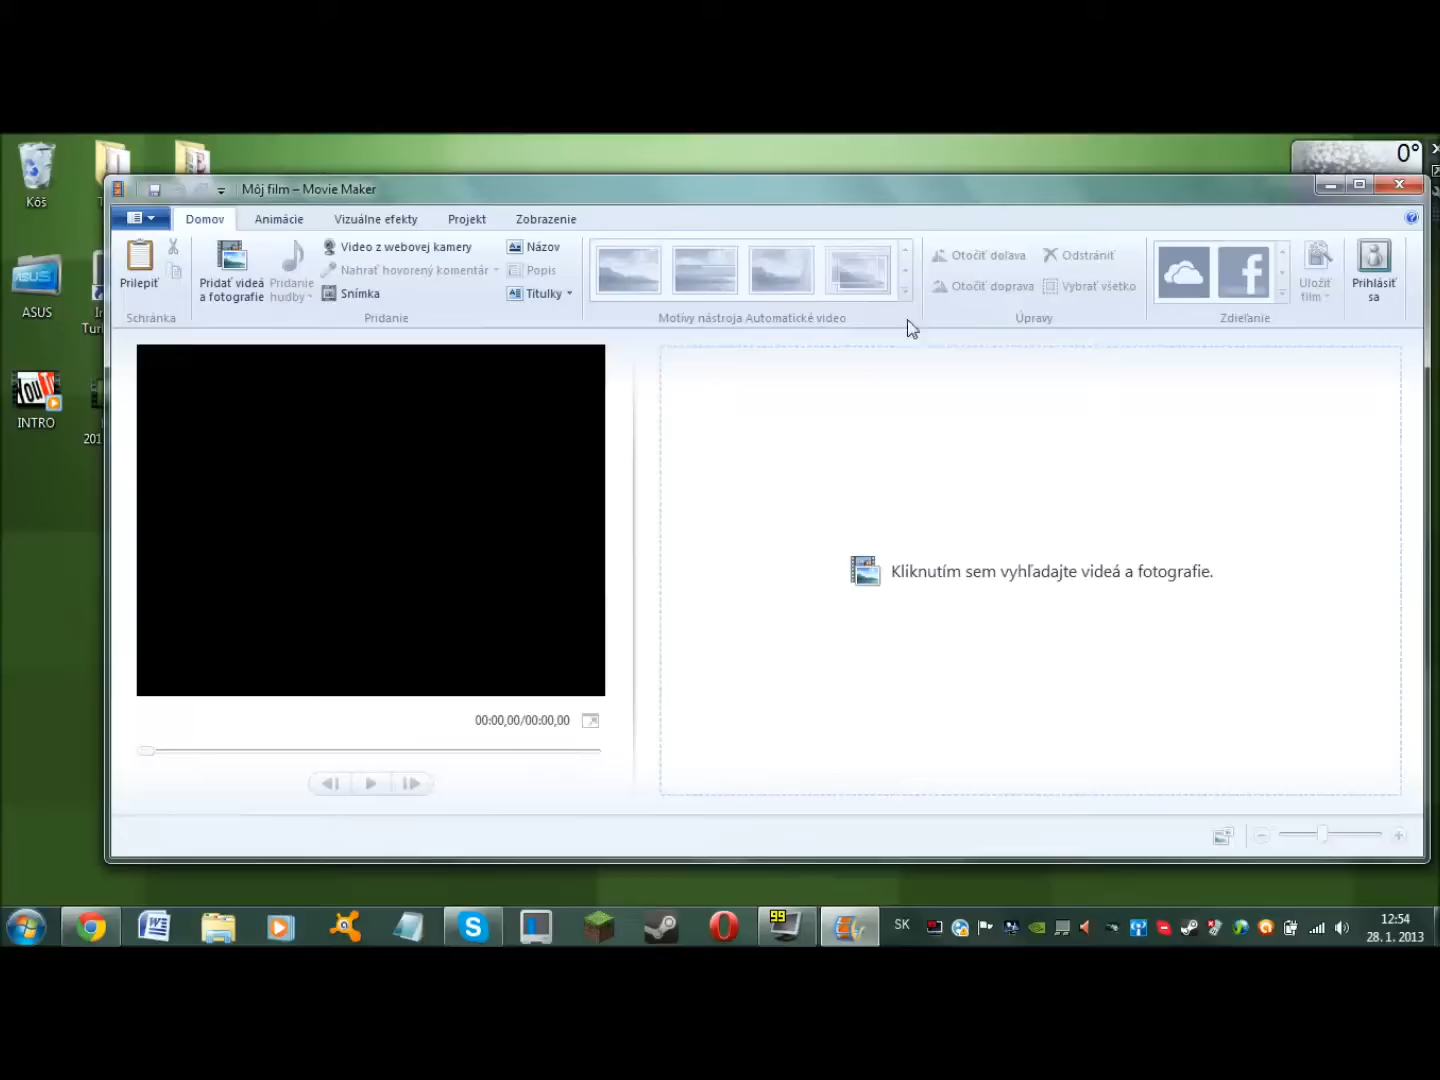 0°
Môj film – Movie Maker
Domov Animácie Vizuálne efekty Projekt Zobrazenie
Prilepiť
Schránka
Pridať videá
a fotografie
Pridanie
hudby
Video z webovej kamery
Nahrať hovorený komentár
Snímka
Názov
Popis
Titulky
Pridanie
Motívy nástroja Automatické video
Otočiť doľava
Otočiť doprava
Odstrániť
Vybrať všetko
Úpravy
Zdieľanie
Uložiť
film
Prihlásiť
sa
Kôš
ASUS
ASUS
INTRO
201
Kliknutím sem vyhľadajte videá a fotografie.
00:00,00/00:00,00
99
SK
12:54
28. 1. 2013